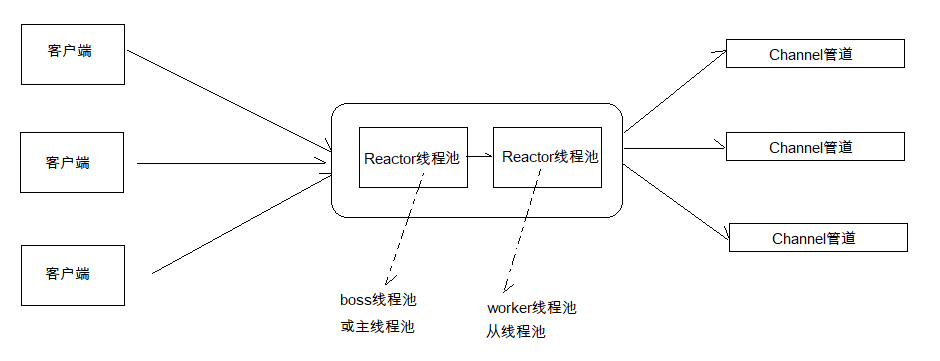 客户端
客户端
客户端
Reactor线程池
Reactor线程池
boss线程池
或主线程池
worker线程池
从线程池
Channel管道
Channel管道
Channel管道